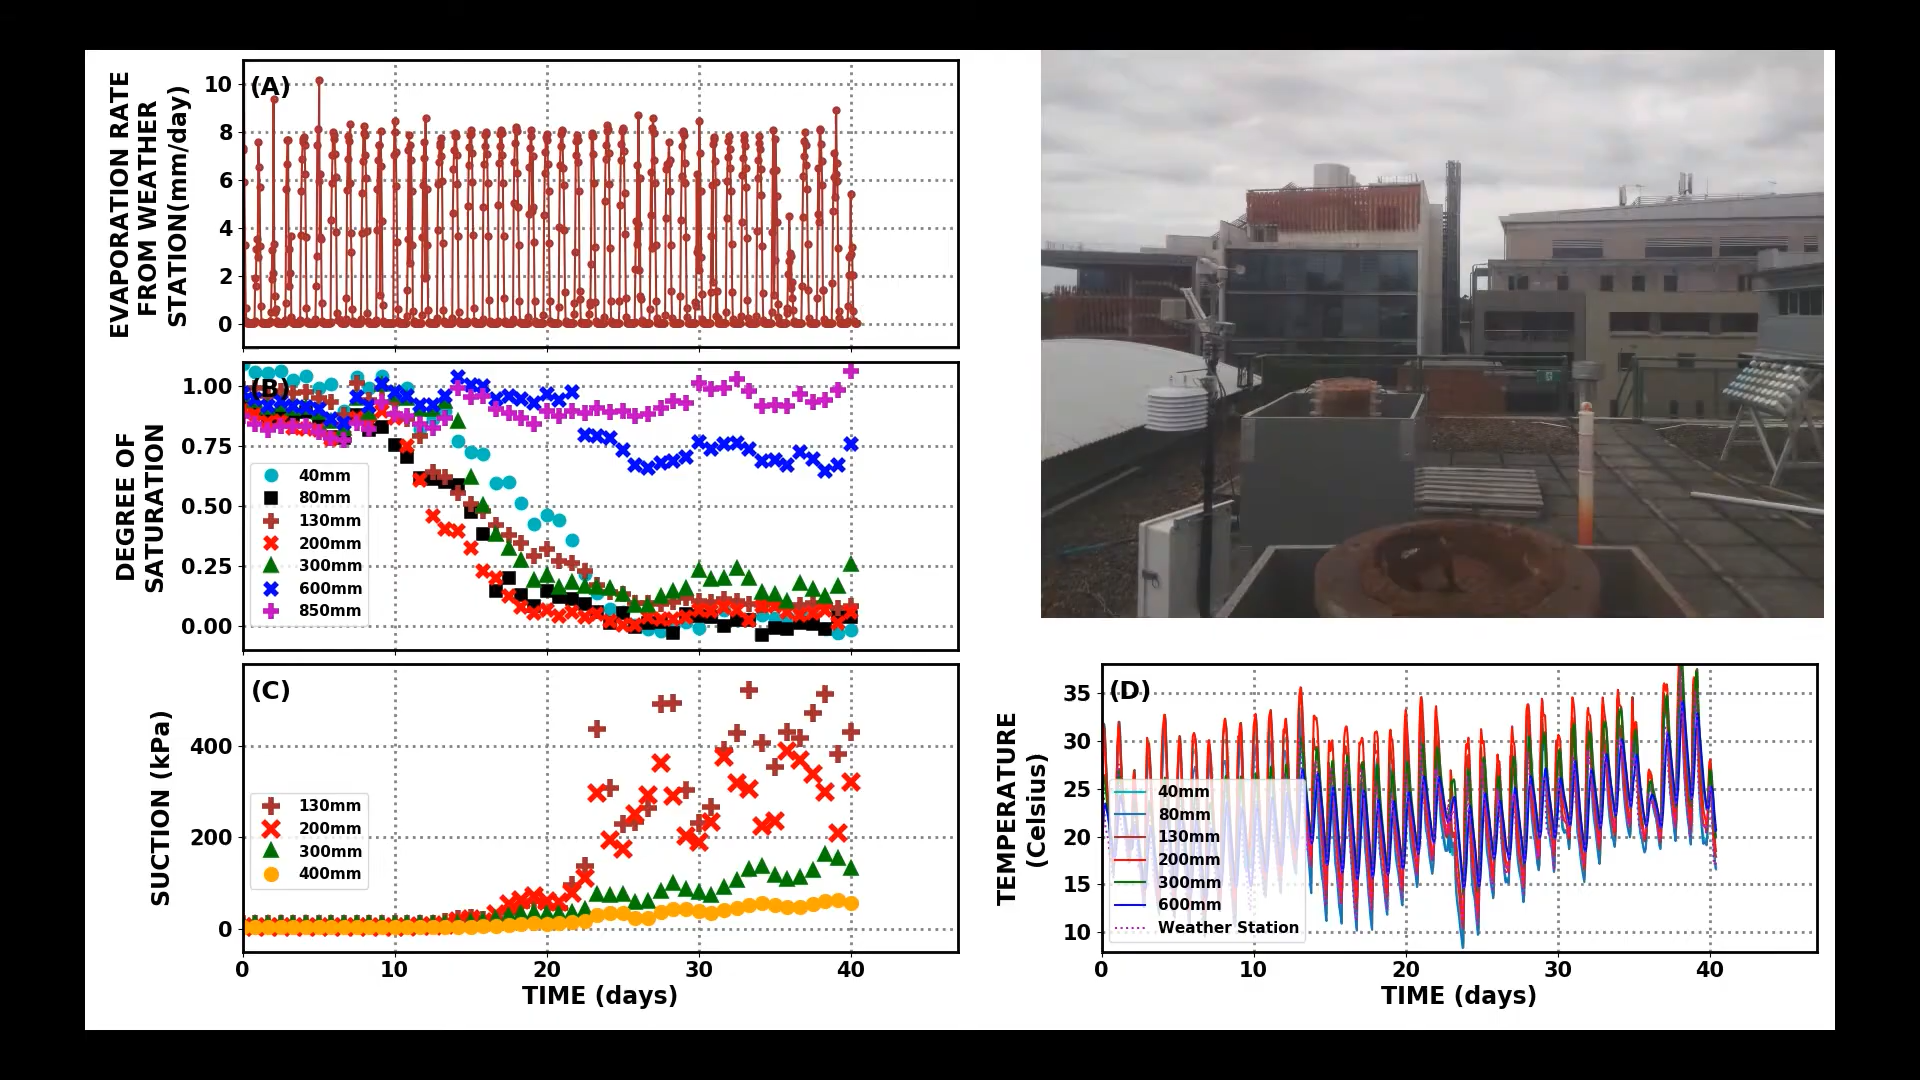 EVAPORATION RATE
FROM WEATHER
STATION(mm/day)
(A)
10
8
6
4
2
0
DEGREE OF
SATURATION
(B)
1.00
0.75
0.50
0.25
0.00
40mm
80mm
130mm
200mm
300mm
600mm
850mm
SUCTION (kPa)
(C)
400
200
0
130mm
200mm
300mm
400mm
0 10 20 30 40
TIME (days)
TEMPERATURE
(Celsius)
(D)
35
30
25
20
15
10
40mm
80mm
130mm
200mm
300mm
600mm
Weather Station
0 10 20 30 40
TIME (days)